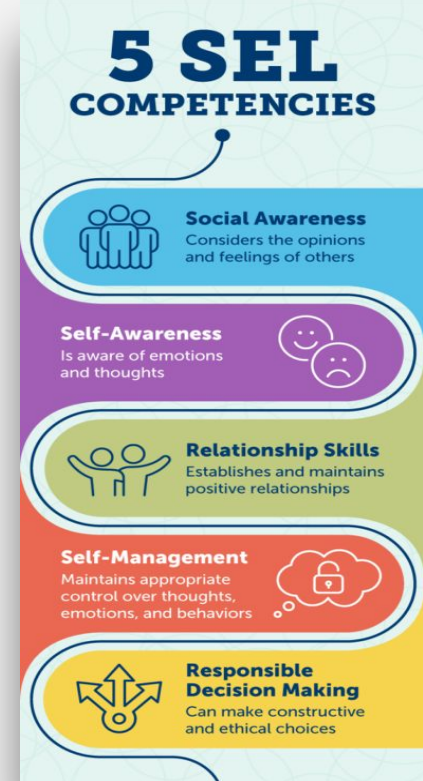 5 SEL
COMPETENCIES
Social Awareness
Considers the opinions
and feelings of others
Self-Awareness
Is aware of emotions
and thoughts
Relationship Skills
Establishes and maintains
positive relationships
Self-Management
Maintains appropriate
control over thoughts,
emotions, and behaviors
Responsible
Decision Making
Can make constructive
and ethical choices